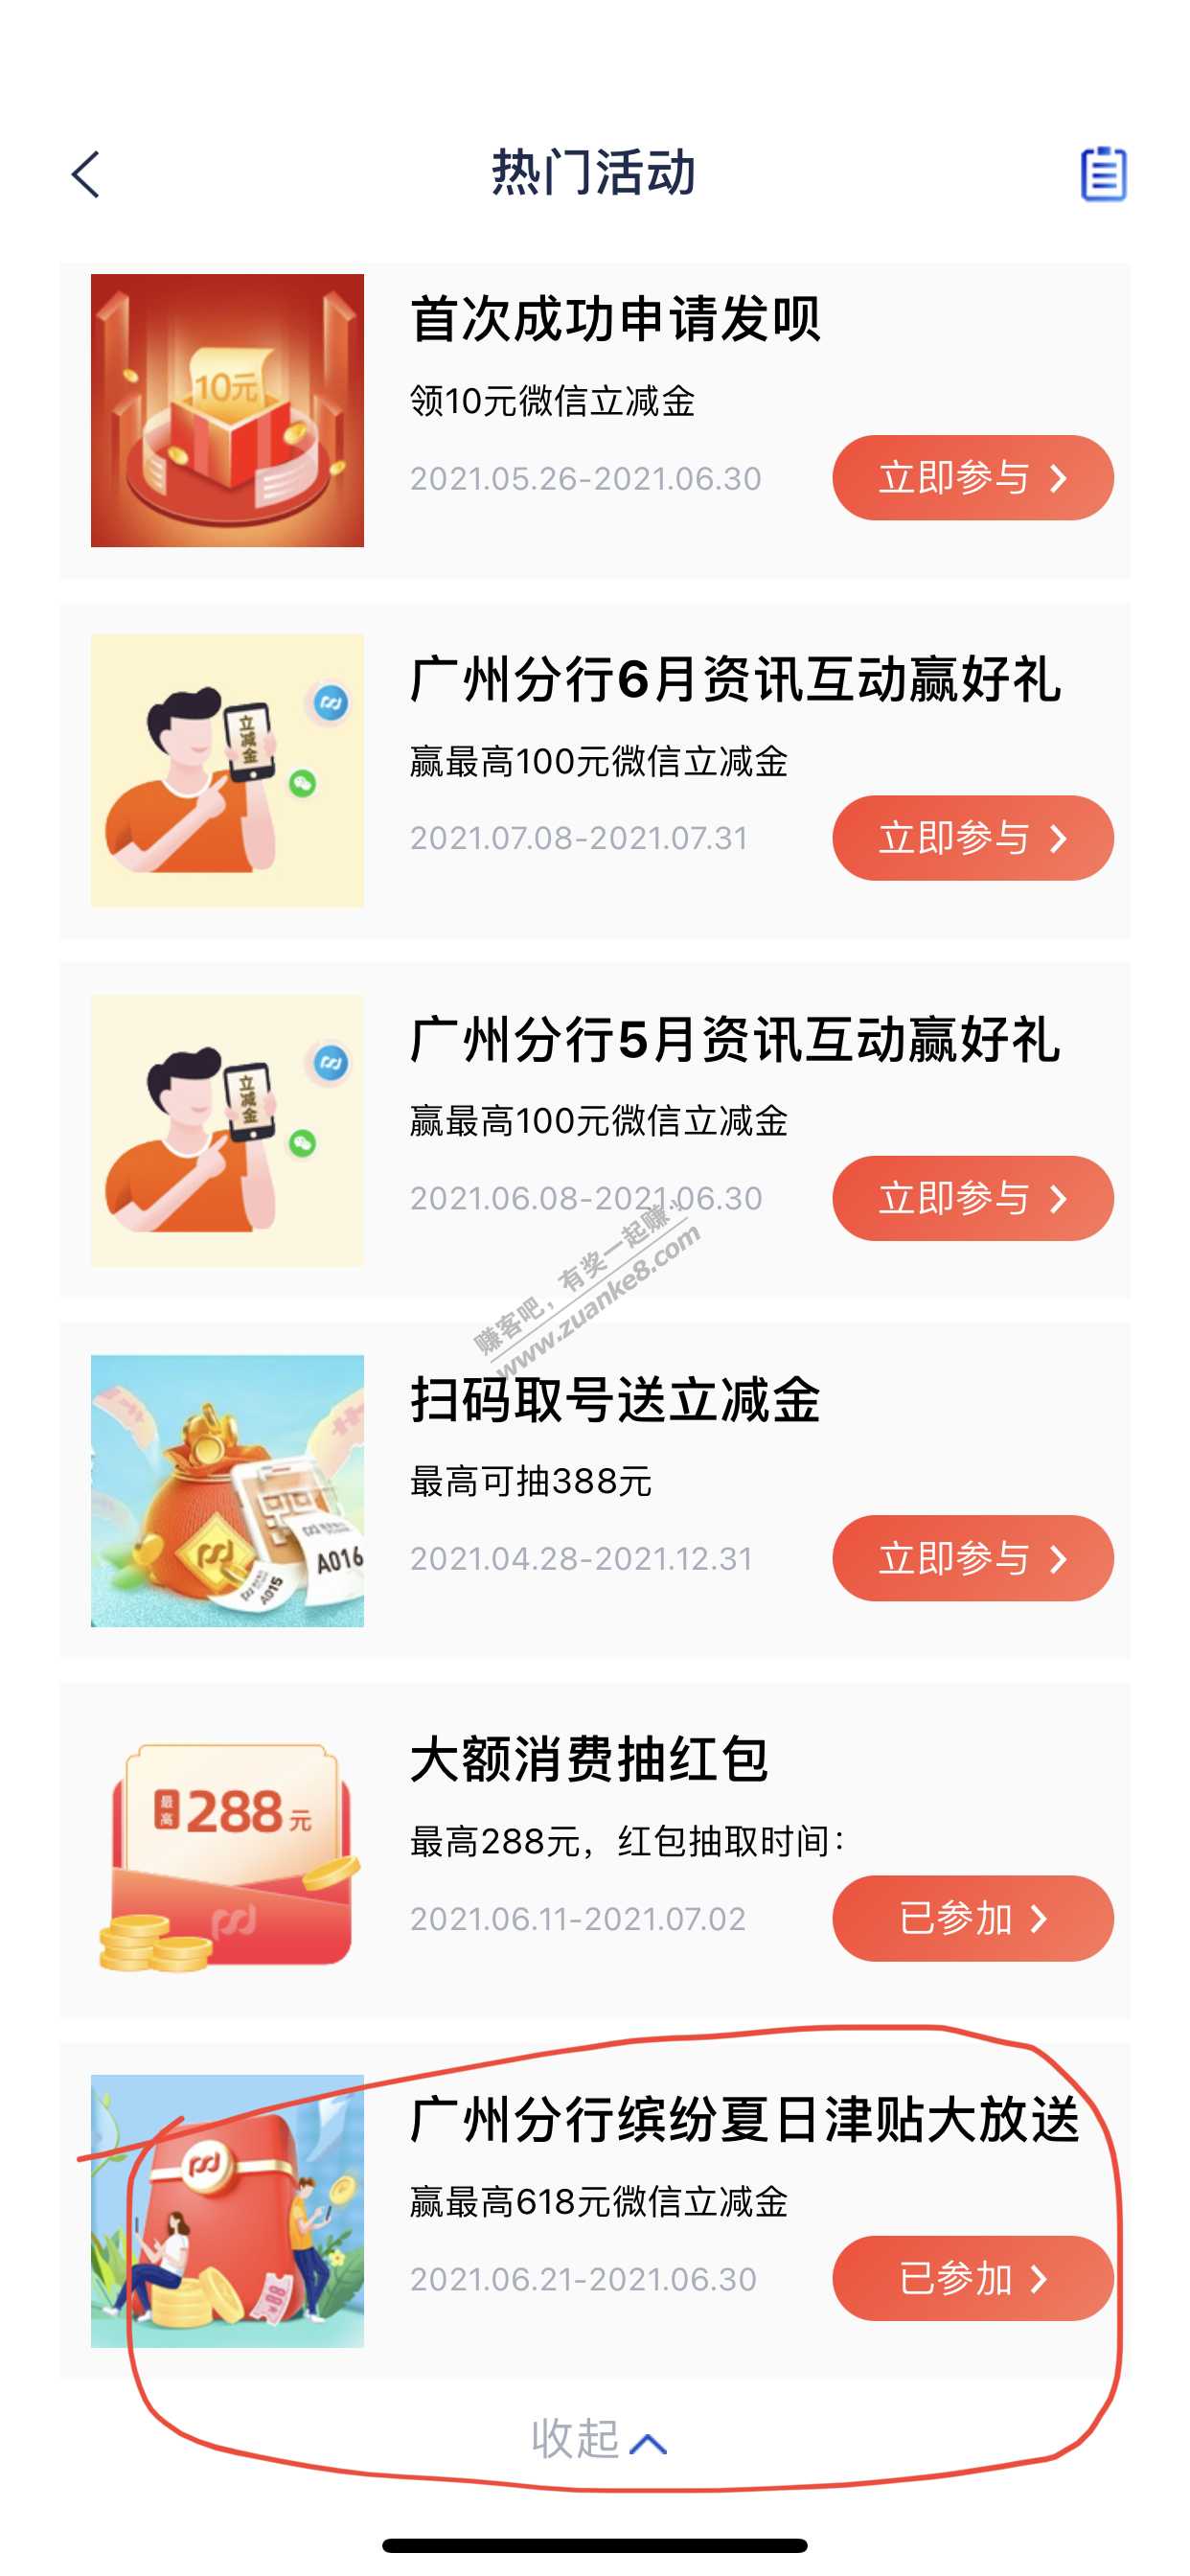 热门活动
10元
首次成功申请发呗
领10元微信立减金
2021.05.26-2021.06.30
立即参与
立减金
广州分行6月资讯互动赢好礼
赢最高100元微信立减金
2021.07.08-2021.07.31
立即参与
立减金
广州分行5月资讯互动赢好礼
赢最高100元微信立减金
2021.06.08-2021.06.30
立即参与
赚客吧，有奖一起赚！
www.zuanke8.com
扫码取号送立减金
最高可抽388元
2021.04.28-2021.12.31
立即参与
A016
A015
最高288元
大额消费抽红包
最高288元，红包抽取时间：
2021.06.11-2021.07.02
已参加
广州分行缤纷夏日津贴大放送
赢最高618元微信立减金
2021.06.21-2021.06.30
已参加
收起